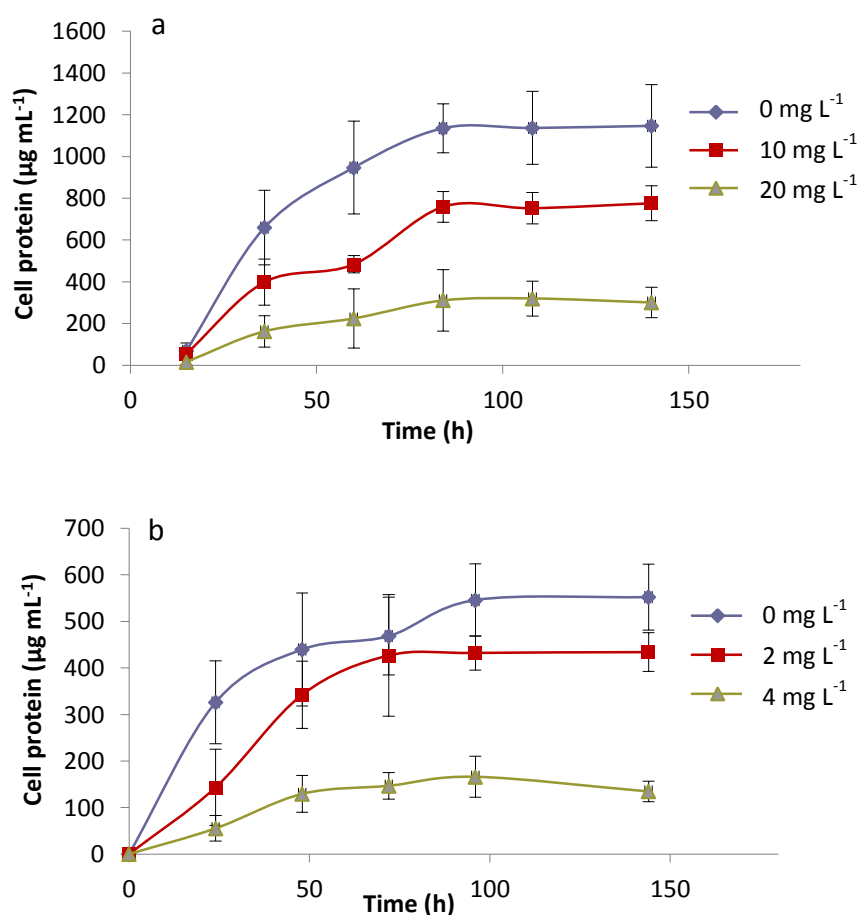 a
1600
1400
1200
1000
800
600
400
200
0
Cell protein (µg mL⁻¹)
0 50 100 150
Time (h)
0 mg L⁻¹
10 mg L⁻¹
20 mg L⁻¹
b
700
600
500
400
300
200
100
0
Cell protein (µg mL⁻¹)
0 50 100 150
Time (h)
0 mg L⁻¹
2 mg L⁻¹
4 mg L⁻¹